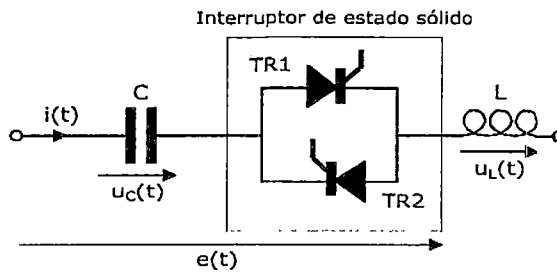 Interruptor de estado sólido
TR1
C
L
i(t)
u_C(t)
u_L(t)
TR2
e(t)